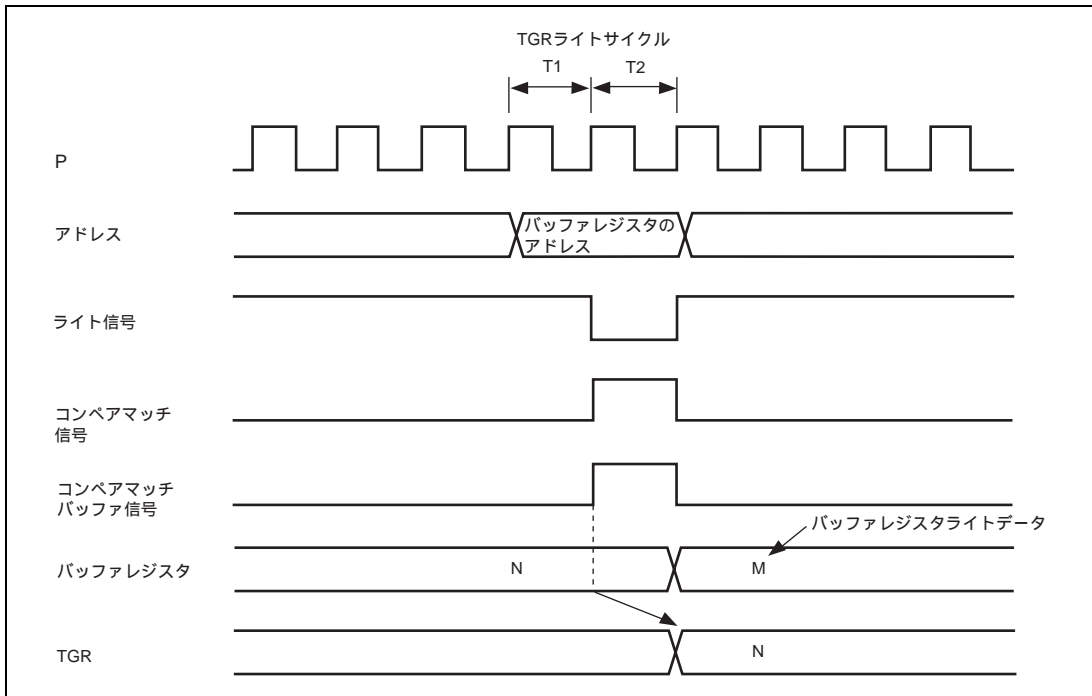 TGRライトサイクル
T1
T2
P
アドレス
バッファレジスタの
アドレス
ライト信号
コンペアマッチ
信号
コンペアマッチ
バッファ信号
バッファレジスタライトデータ
バッファレジスタ
N
M
TGR
N